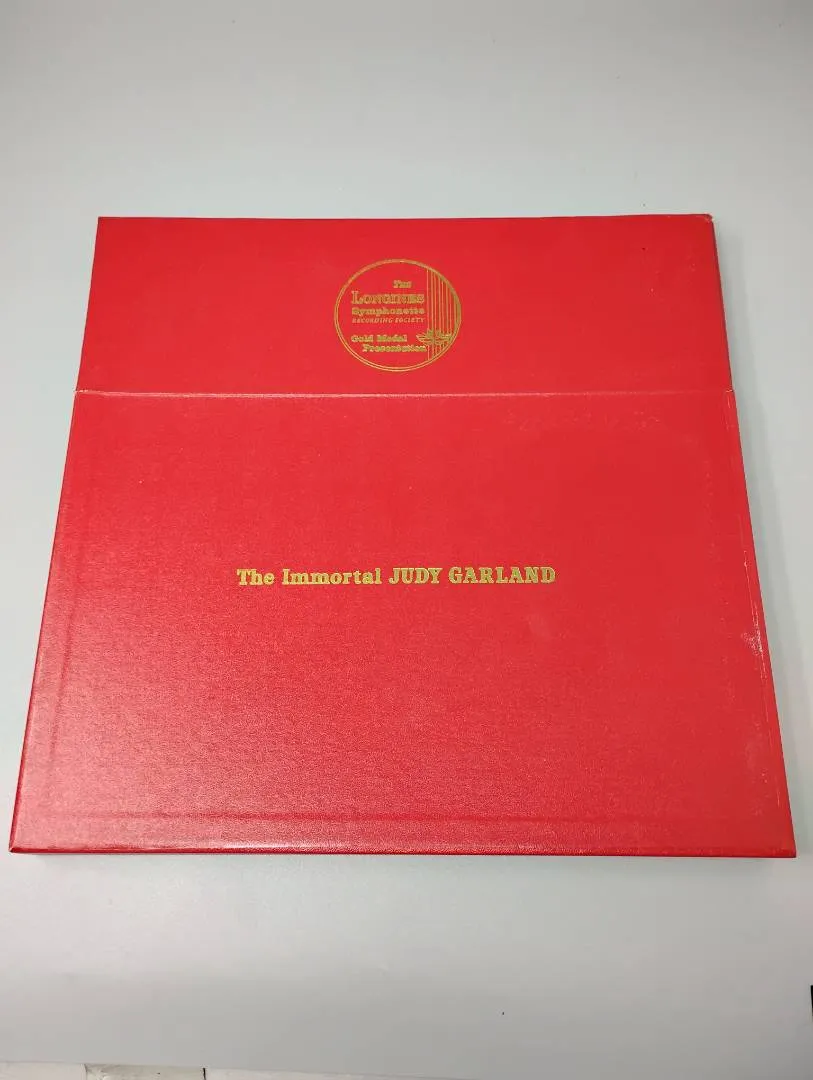 The
LONGINES
Symphonette
RECORDING SOCIETY
Gold Medal
Presentation
The Immortal JUDY GARLAND